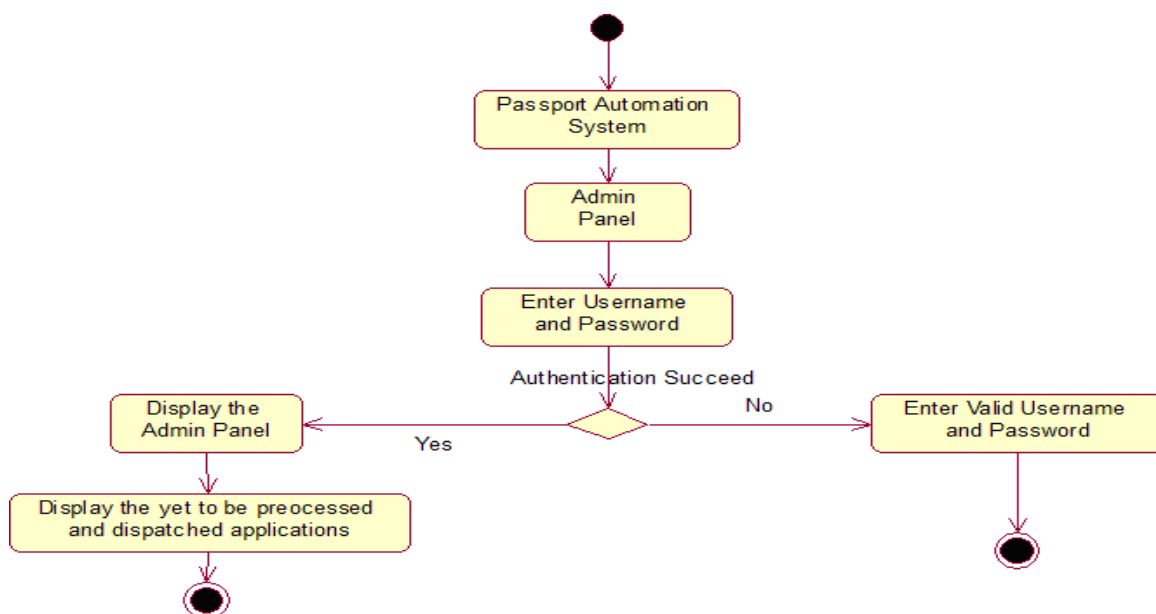 Passport Automation
System
Admin
Panel
Enter Username
and Password
Authentication Succeed
Display the
Admin Panel
Yes
No
Enter Valid Username
and Password
Display the yet to be preocessed
and dispatched applications